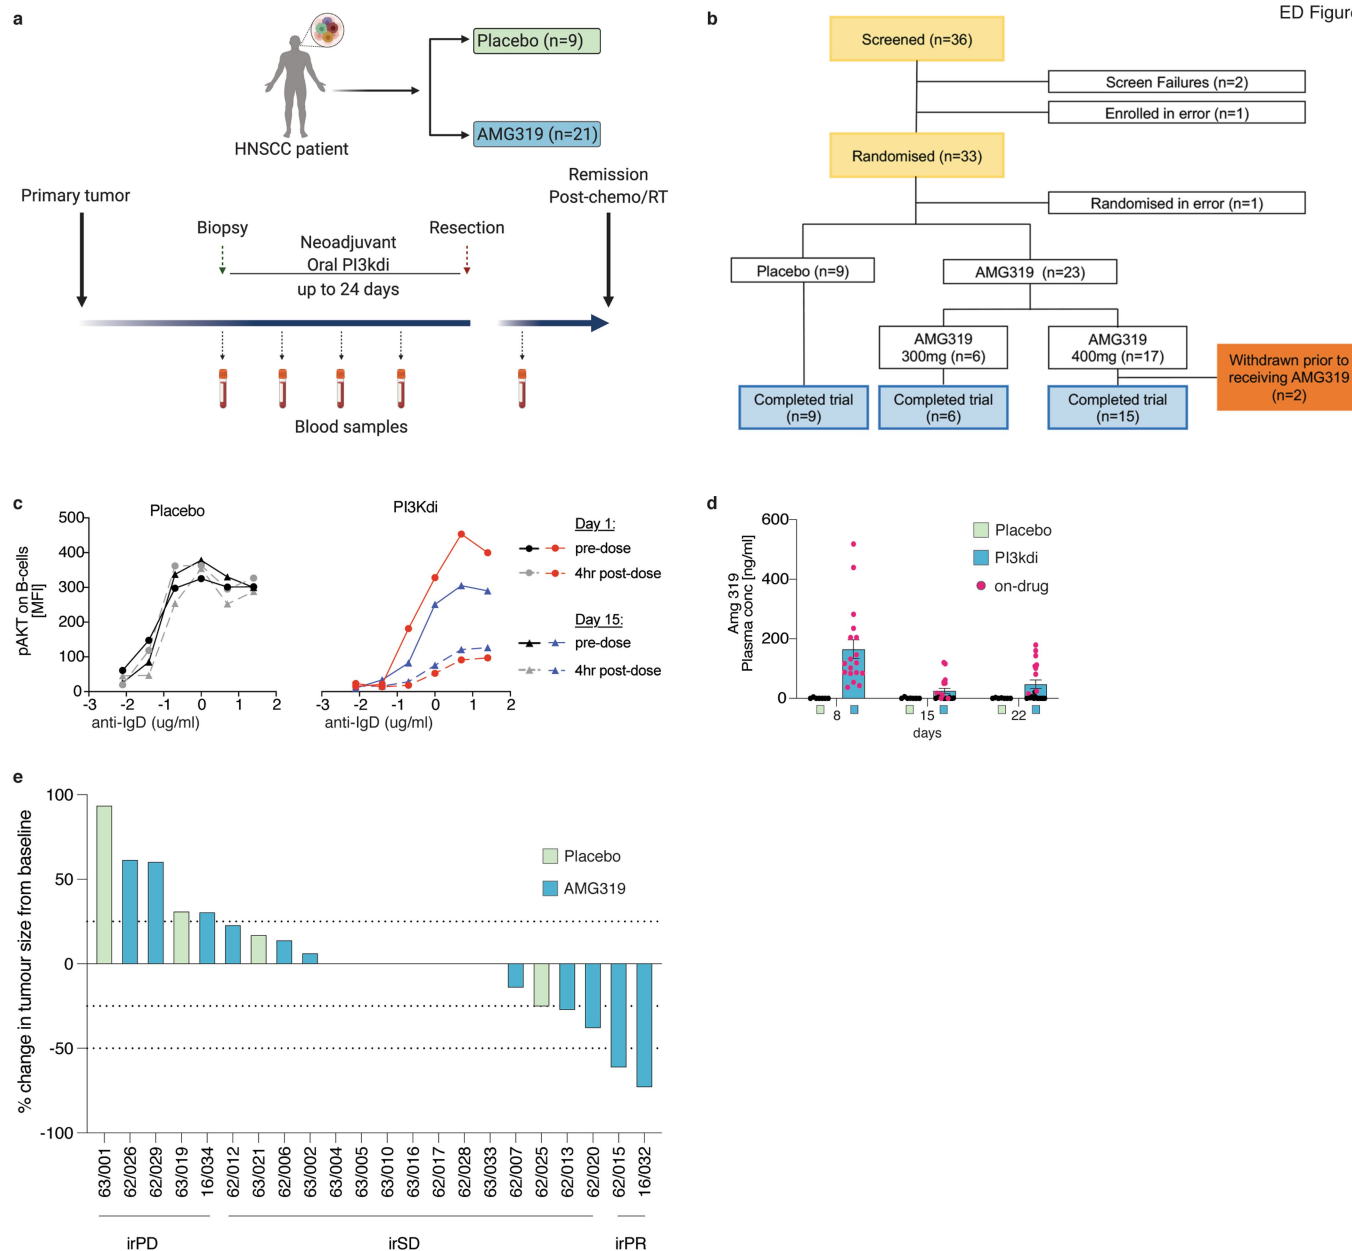 ED Figure
a
Placebo (n=9)
AMG319 (n=21)
HNSCC patient
Primary tumor
Remission
Post-chemo/RT
Biopsy
Neoadjuvant
Oral PI3kdi
up to 24 days
Resection
Blood samples
b
Screened (n=36)
Screen Failures (n=2)
Enrolled in error (n=1)
Randomised (n=33)
Randomised in error (n=1)
Placebo (n=9)
AMG319 (n=23)
AMG319
300mg (n=6)
AMG319
400mg (n=17)
Withdrawn prior to
receiving AMG319
(n=2)
Completed trial
(n=9)
Completed trial
(n=6)
Completed trial
(n=15)
c
Placebo
pAKT on B-cells
[MFI]
500
400
300
200
100
0
-3 -2 -1 0 1 2
anti-IgD (ug/ml)
PI3Kdi
-3 -2 -1 0 1 2
anti-IgD (ug/ml)
Day 1:
pre-dose
4hr post-dose
Day 15:
pre-dose
4hr post-dose
d
Amg 319
Plasma conc [ng/ml]
600
400
200
0
8 15 22
days
Placebo
PI3kdi
on-drug
e
% change in tumour size from baseline
100
50
0
-50
-100
Placebo
AMG319
63/001
62/026
62/029
63/019
16/034
62/012
63/021
62/006
63/002
63/004
63/005
63/010
63/016
62/017
62/028
63/033
62/007
62/025
62/013
62/020
62/015
16/032
irPD
irSD
irPR